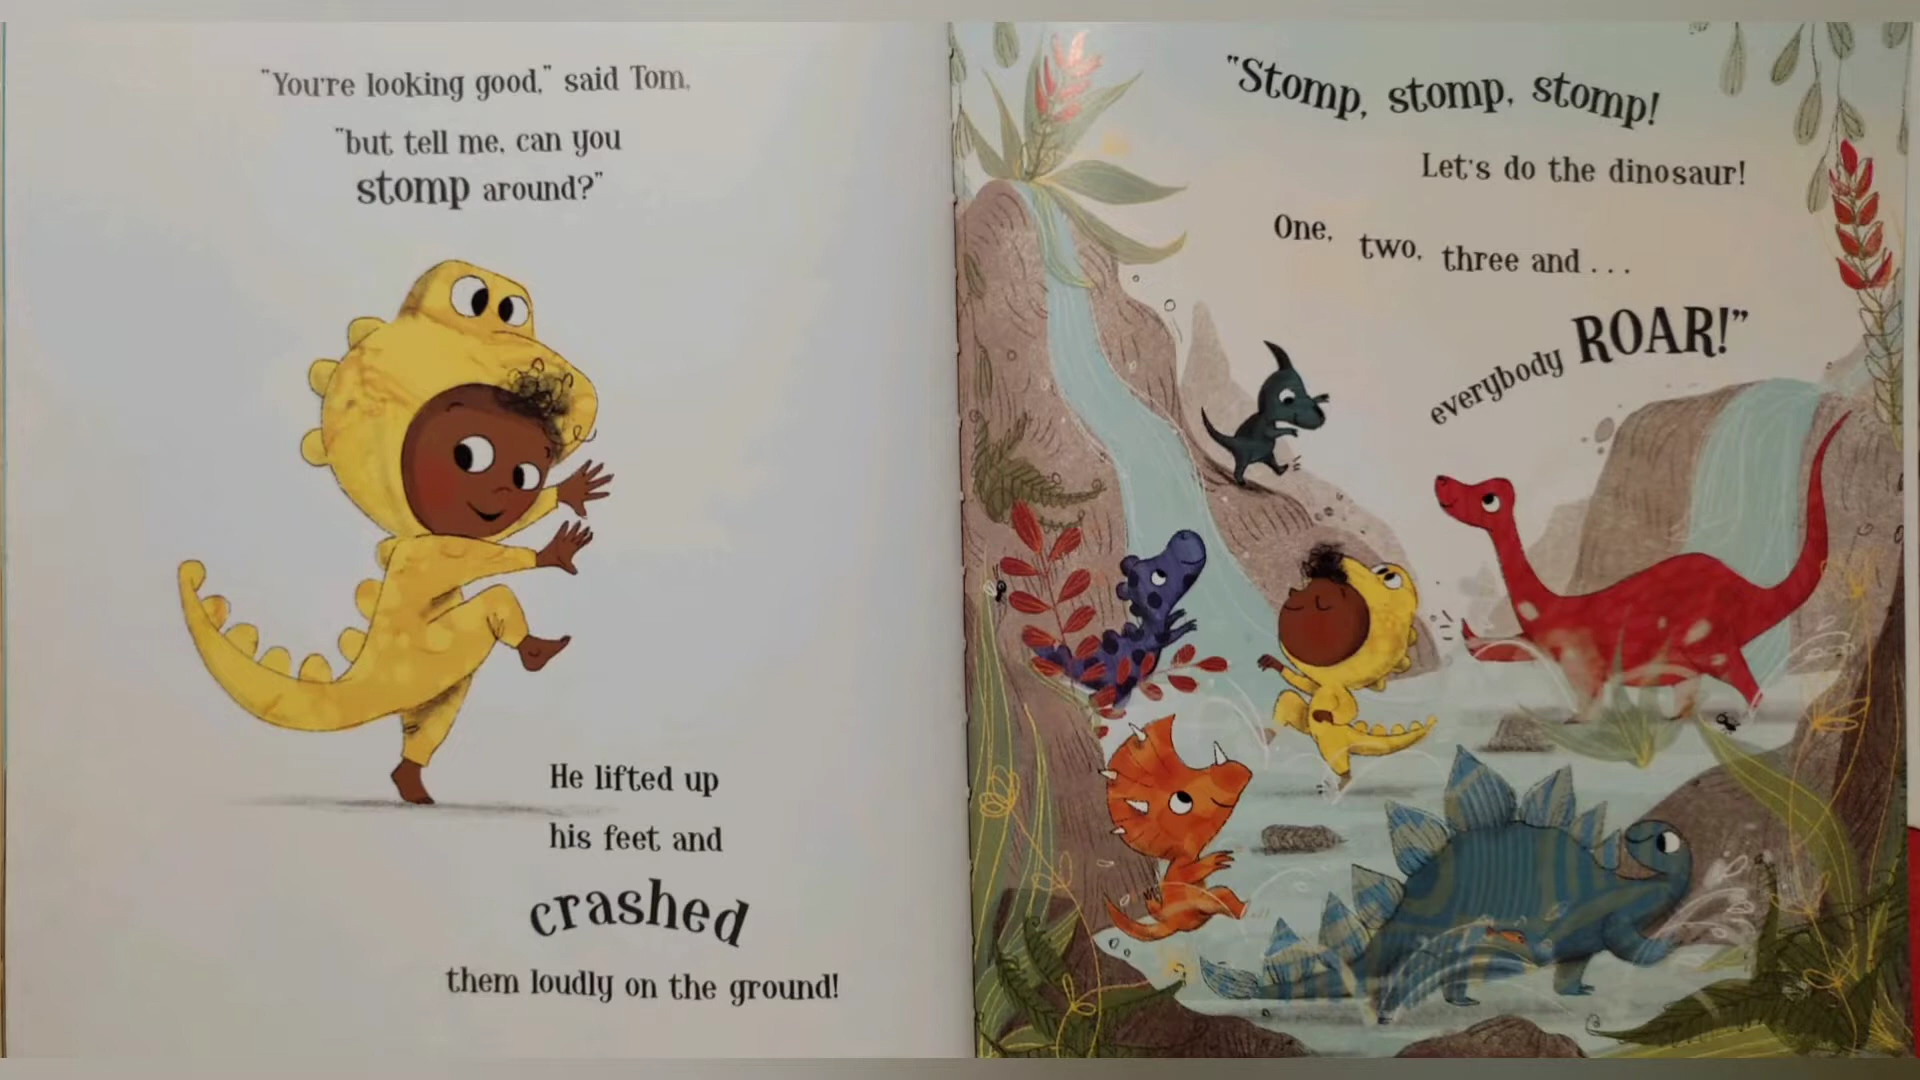 "You're looking good," said Tom,
"but tell me, can you
stomp around?"
He lifted up
his feet and
crashed
them loudly on the ground!
"Stomp, stomp, stomp!
Let's do the dinosaur!
One, two, three and . . .
everybody ROAR!"